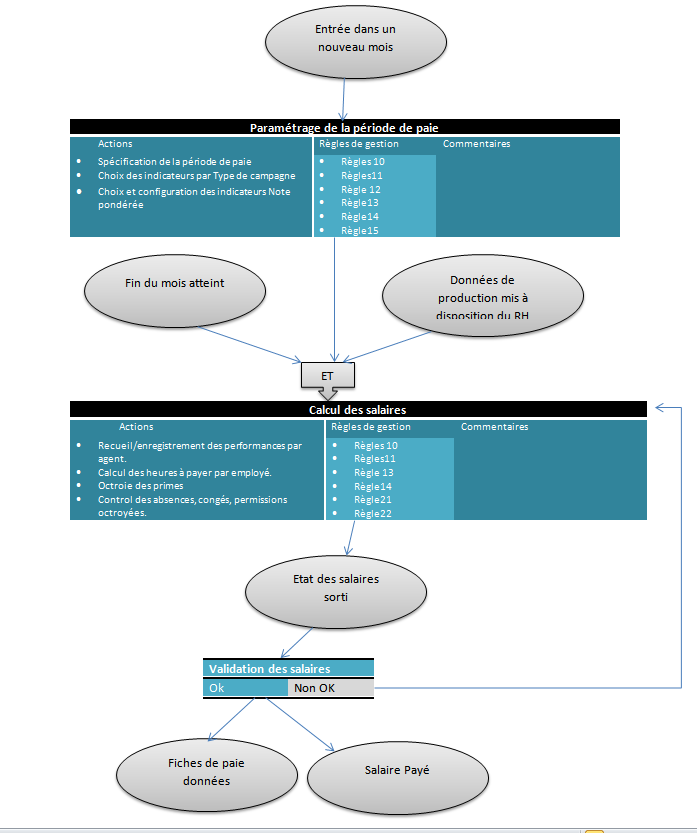 Entrée dans un
nouveau mois
Paramétrage de la période de paie
Actions
Règles de gestion
Commentaires
Spécification de la période de paie
Choix des indicateurs par Type de campagne
Choix et configuration des indicateurs Note
pondérée
Règles 10
Règles11
Règle 12
Règle13
Règle14
Règle15
Fin du mois atteint
Données de
production mis à
disposition du RH
ET
Calcul des salaires
Actions
Règles de gestion
Commentaires
Recueil/enregistrement des performances par
agent.
Calcul des heures à payer par employé.
Octroie des primes
Control des absences, congés, permissions
octroyées.
Règles 10
Règles11
Règle 13
Règle14
Règle21
Règle22
Etat des salaires
sorti
Validation des salaires
Ok
Non OK
Fiches de paie
données
Salaire Payé